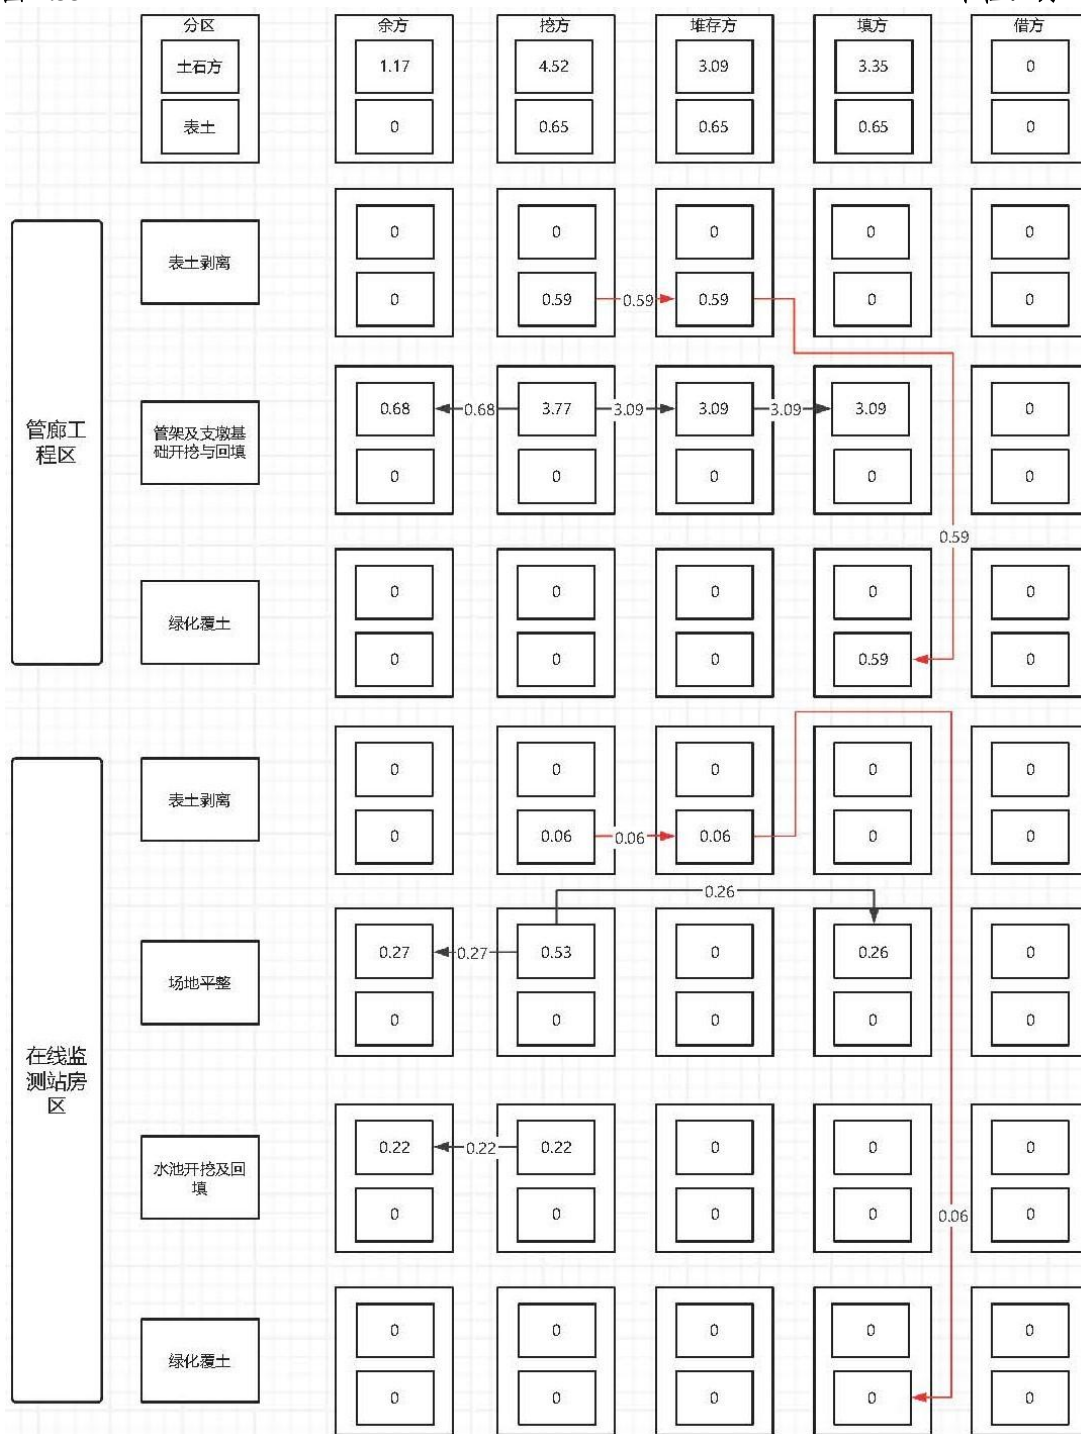 分区 余方 挖方 堆存方 填方 借方
土石方 1.17 4.52 3.09 3.35 0
表土 0 0.65 0.65 0.65 0
管廊工
程区
表土剥离
0 0 0 0 0
0 0.59 0.59 0.59 0 0
管架及支墩基
础开挖与回填
0.68 0.68 3.77 3.09 3.09 3.09 3.09 0
0 0 0 0 0
0.59
绿化覆土
0 0 0 0 0
0 0 0 0.59 0
在线监
测站房
区
表土剥离
0 0 0 0 0
0 0.06 0.06 0.06 0 0
0.26
场地平整
0.27 0.27 0.53 0 0.26 0
0 0 0 0 0
水池开挖及回
填
0.22 0.22 0.22 0 0 0
0 0 0 0 0.06 0
绿化覆土
0 0 0 0 0
0 0 0 0 0